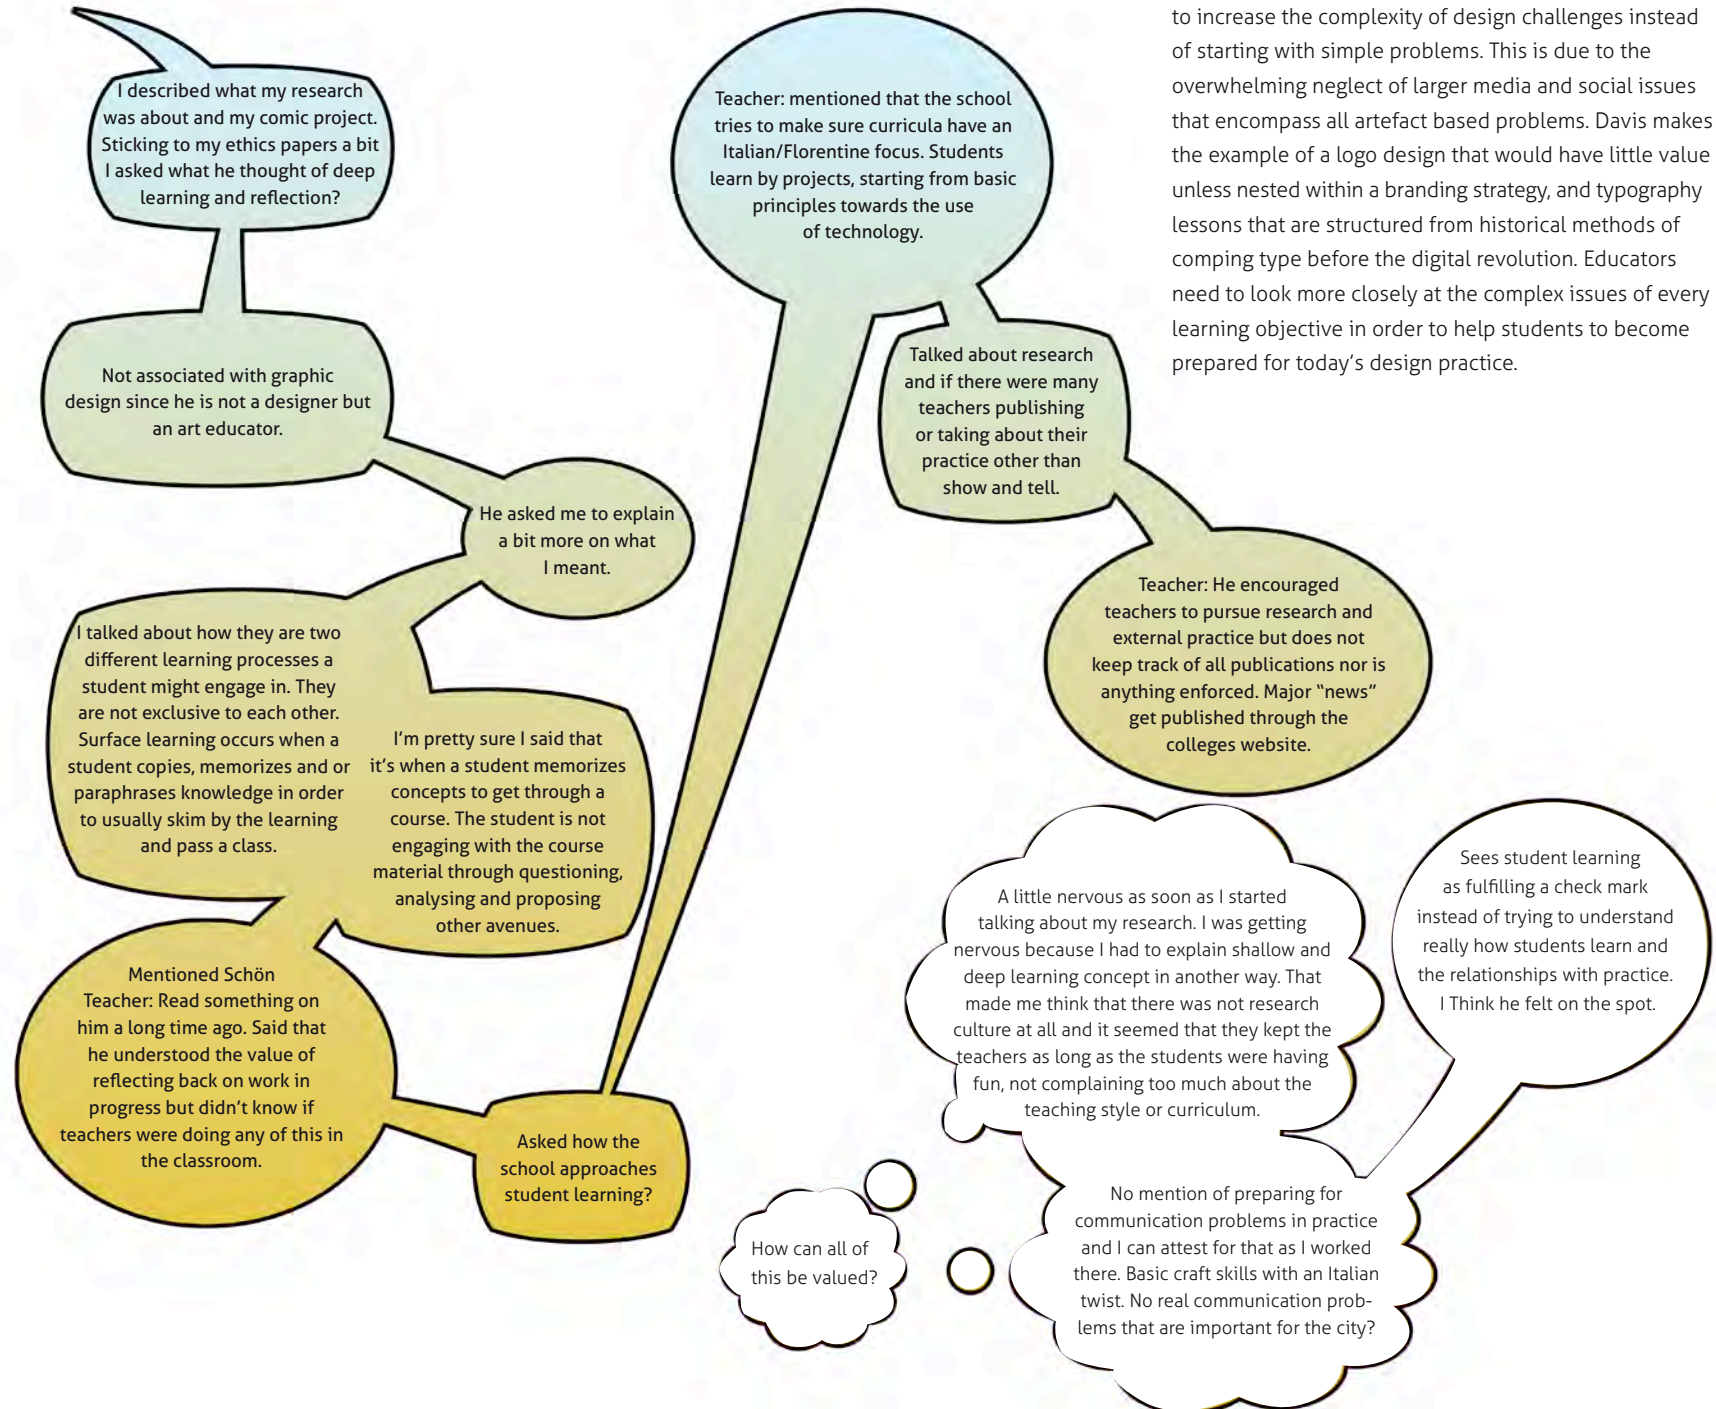 I described what my research
was about and my comic project.
Sticking to my ethics papers a bit
I asked what he thought of deep
learning and reflection?
Not associated with graphic
design since he is not a designer but
an art educator.
He asked me to explain
a bit more on what
I meant.
I talked about how they are two
different learning processes a
student might engage in. They
are not exclusive to each other.
Surface learning occurs when a
student copies, memorizes and or
paraphrases knowledge in order
to usually skim by the learning
and pass a class.
I'm pretty sure I said that
it's when a student memorizes
concepts to get through a
course. The student is not
engaging with the course
material through questioning,
analysing and proposing
other avenues.
Mentioned Schön
Teacher: Read something on
him a long time ago. Said that
he understood the value of
reflecting back on work in
progress but didn't know if
teachers were doing any of this in
the classroom.
Asked how the
school approaches
student learning?
Teacher: mentioned that the school
tries to make sure curricula have an
Italian/Florentine focus. Students
learn by projects, starting from basic
principles towards the use
of technology.
Talked about research
and if there were many
teachers publishing
or taking about their
practice other than
show and tell.
Teacher: He encouraged
teachers to pursue research and
external practice but does not
keep track of all publications nor is
anything enforced. Major “news”
get published through the
colleges website.
to increase the complexity of design challenges instead
of starting with simple problems. This is due to the
overwhelming neglect of larger media and social issues
that encompass all artefact based problems. Davis makes
the example of a logo design that would have little value
unless nested within a branding strategy, and typography
lessons that are structured from historical methods of
comping type before the digital revolution. Educators
need to look more closely at the complex issues of every
learning objective in order to help students to become
prepared for today's design practice.
A little nervous as soon as I started
talking about my research. I was getting
nervous because I had to explain shallow and
deep learning concept in another way. That
made me think that there was not research
culture at all and it seemed that they kept the
teachers as long as the students were having
fun, not complaining too much about the
teaching style or curriculum.
Sees student learning
as fulfilling a check mark
instead of trying to understand
really how students learn and
the relationships with practice.
I Think he felt on the spot.
No mention of preparing for
communication problems in practice
and I can attest for that as I worked
there. Basic craft skills with an Italian
twist. No real communication prob-
lems that are important for the city?
How can all of
this be valued?